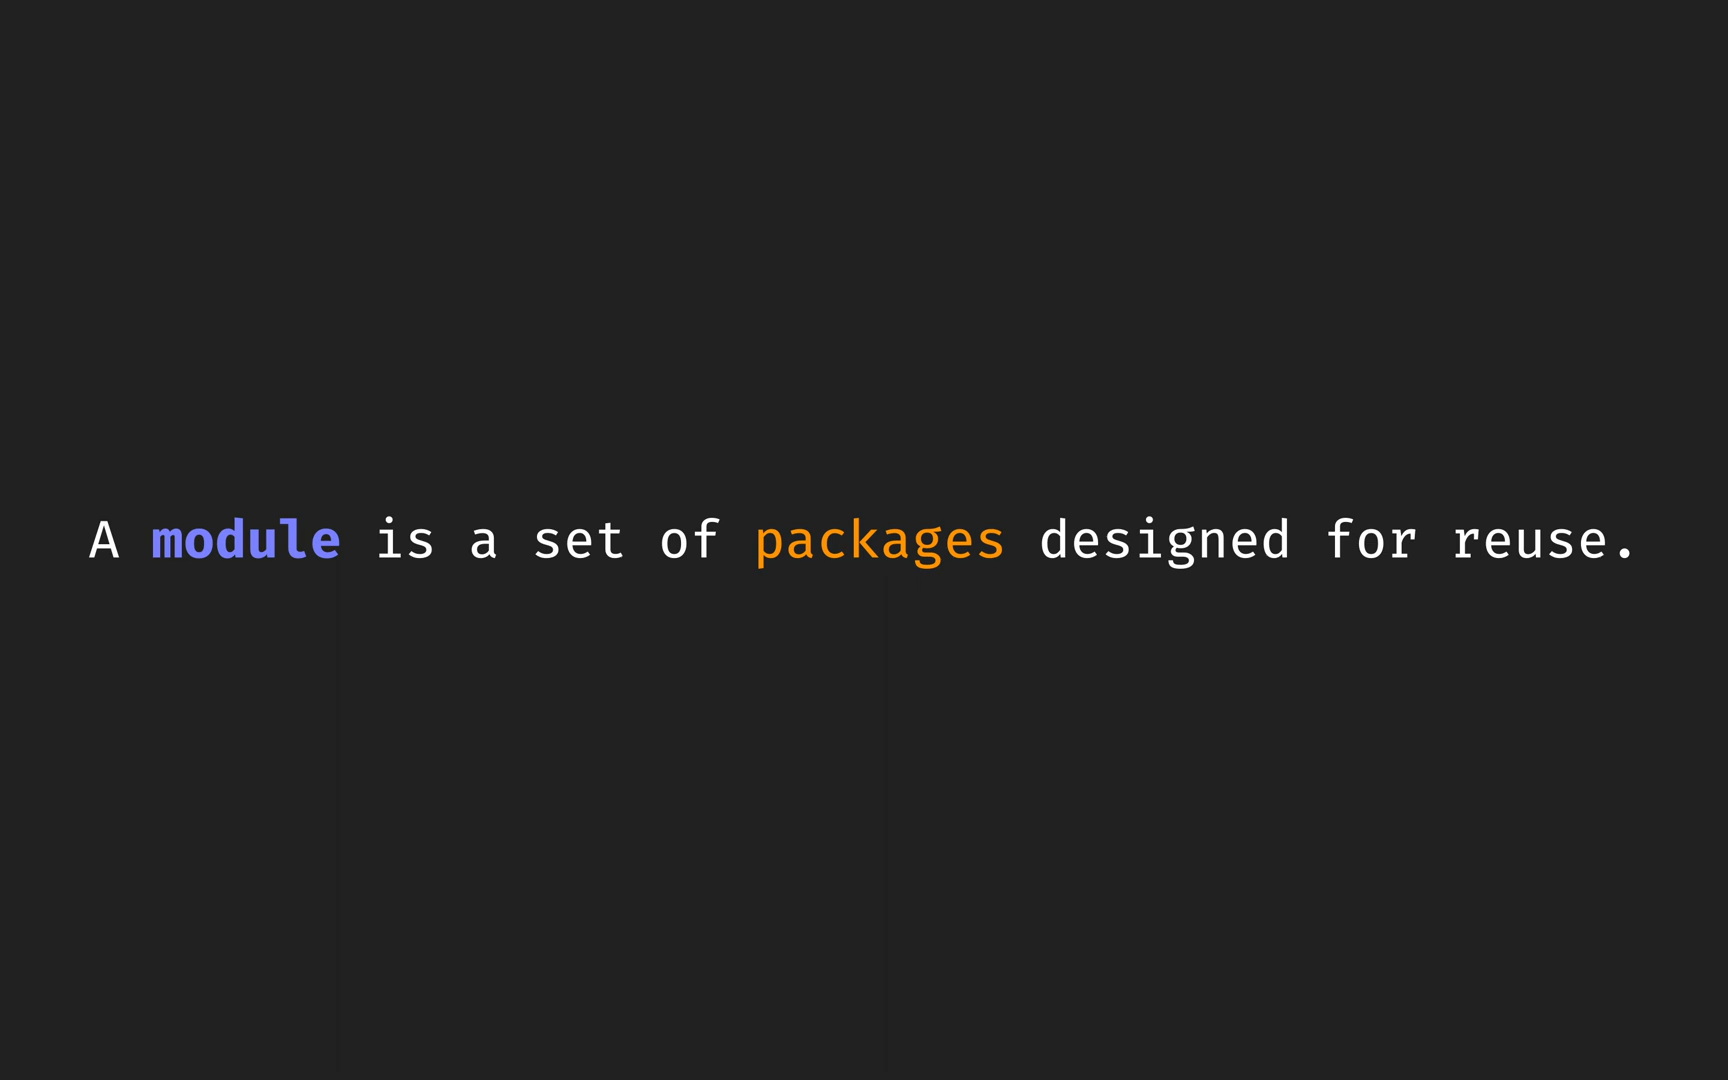 A module is a set of packages designed for reuse.